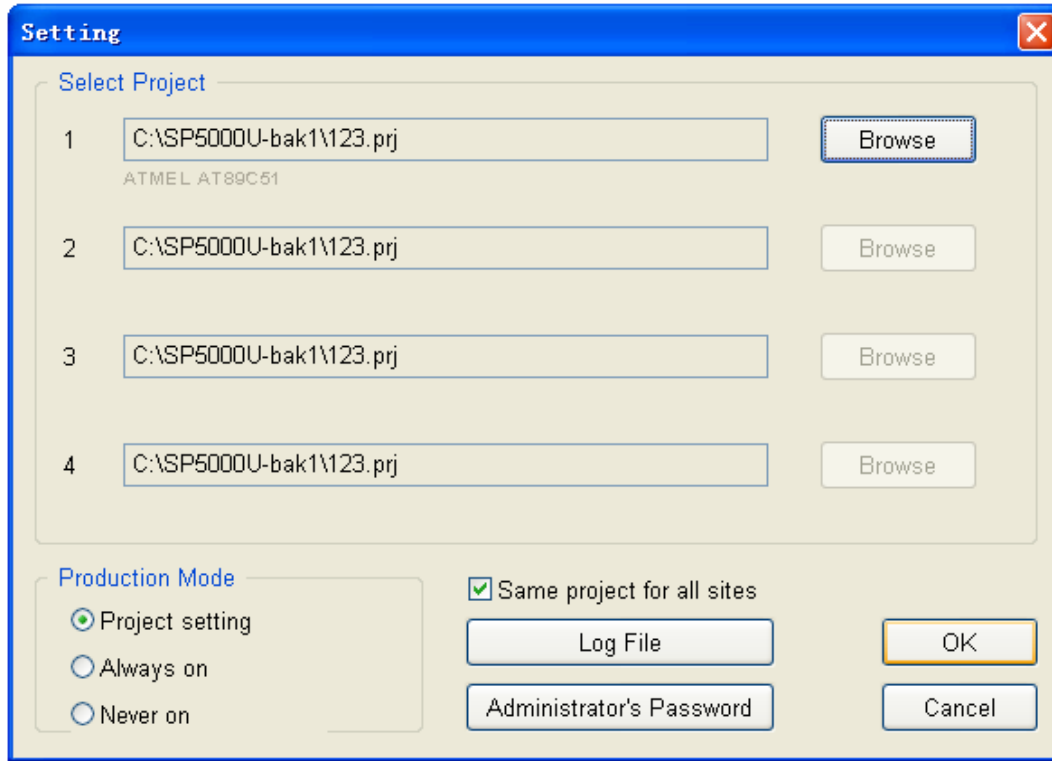 Setting
Select Project
1 C:\SP5000U-bak1\123.prj Browse
ATMEL AT89C51
2 C:\SP5000U-bak1\123.prj Browse
3 C:\SP5000U-bak1\123.prj Browse
4 C:\SP5000U-bak1\123.prj Browse
Production Mode
Project setting
Always on
Never on
Same project for all sites
Log File
Administrator's Password
OK
Cancel